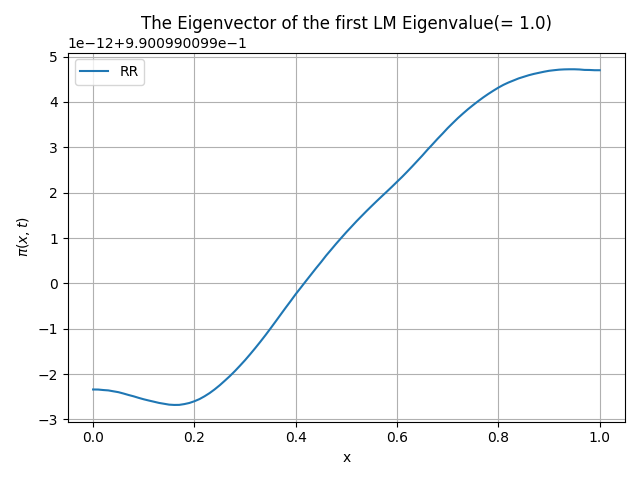 The Eigenvector of the first LM Eigenvalue(= 1.0)
1e−12+9.900990099e−1
RR
5
4
3
2
1
0
−1
−2
−3
π(x, t)
0.0 0.2 0.4 0.6 0.8 1.0
x